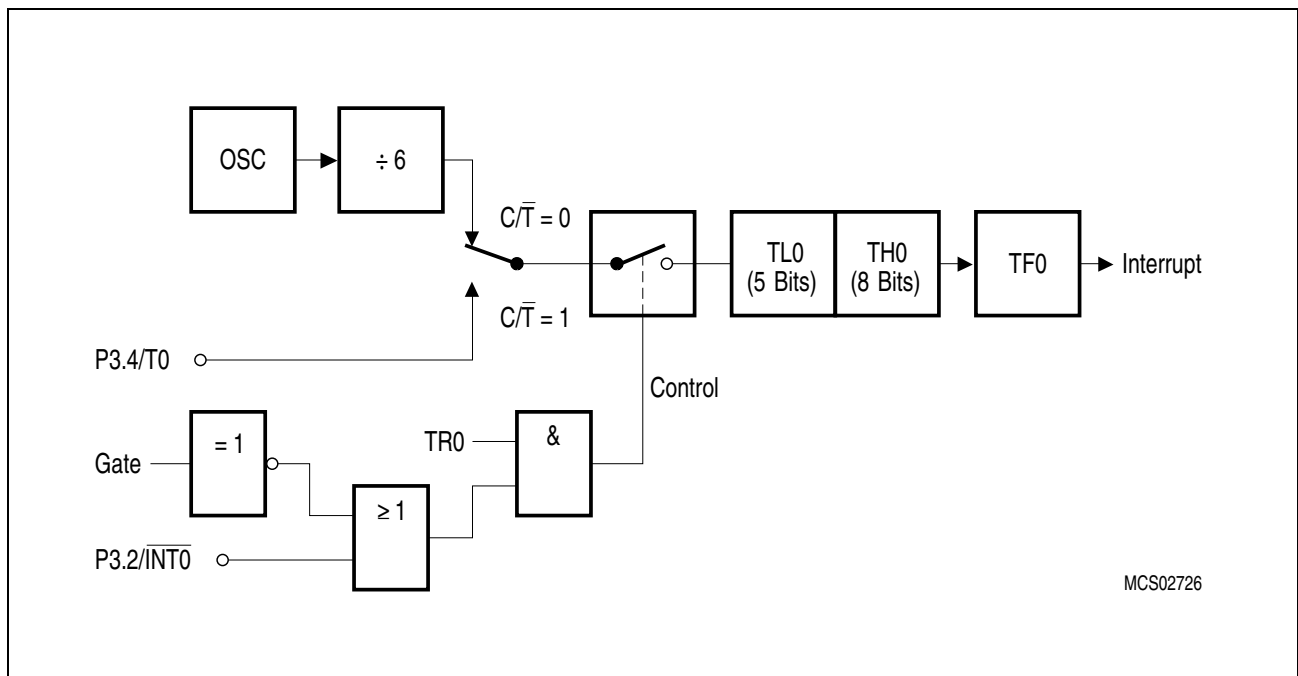 OSC
÷ 6
C/T̅ = 0
C/T̅ = 1
TL0
(5 Bits)
TH0
(8 Bits)
TF0
Interrupt
P3.4/T0
Control
TR0
&
= 1
Gate
≥ 1
P3.2/I̅N̅T̅0̅
MCS02726